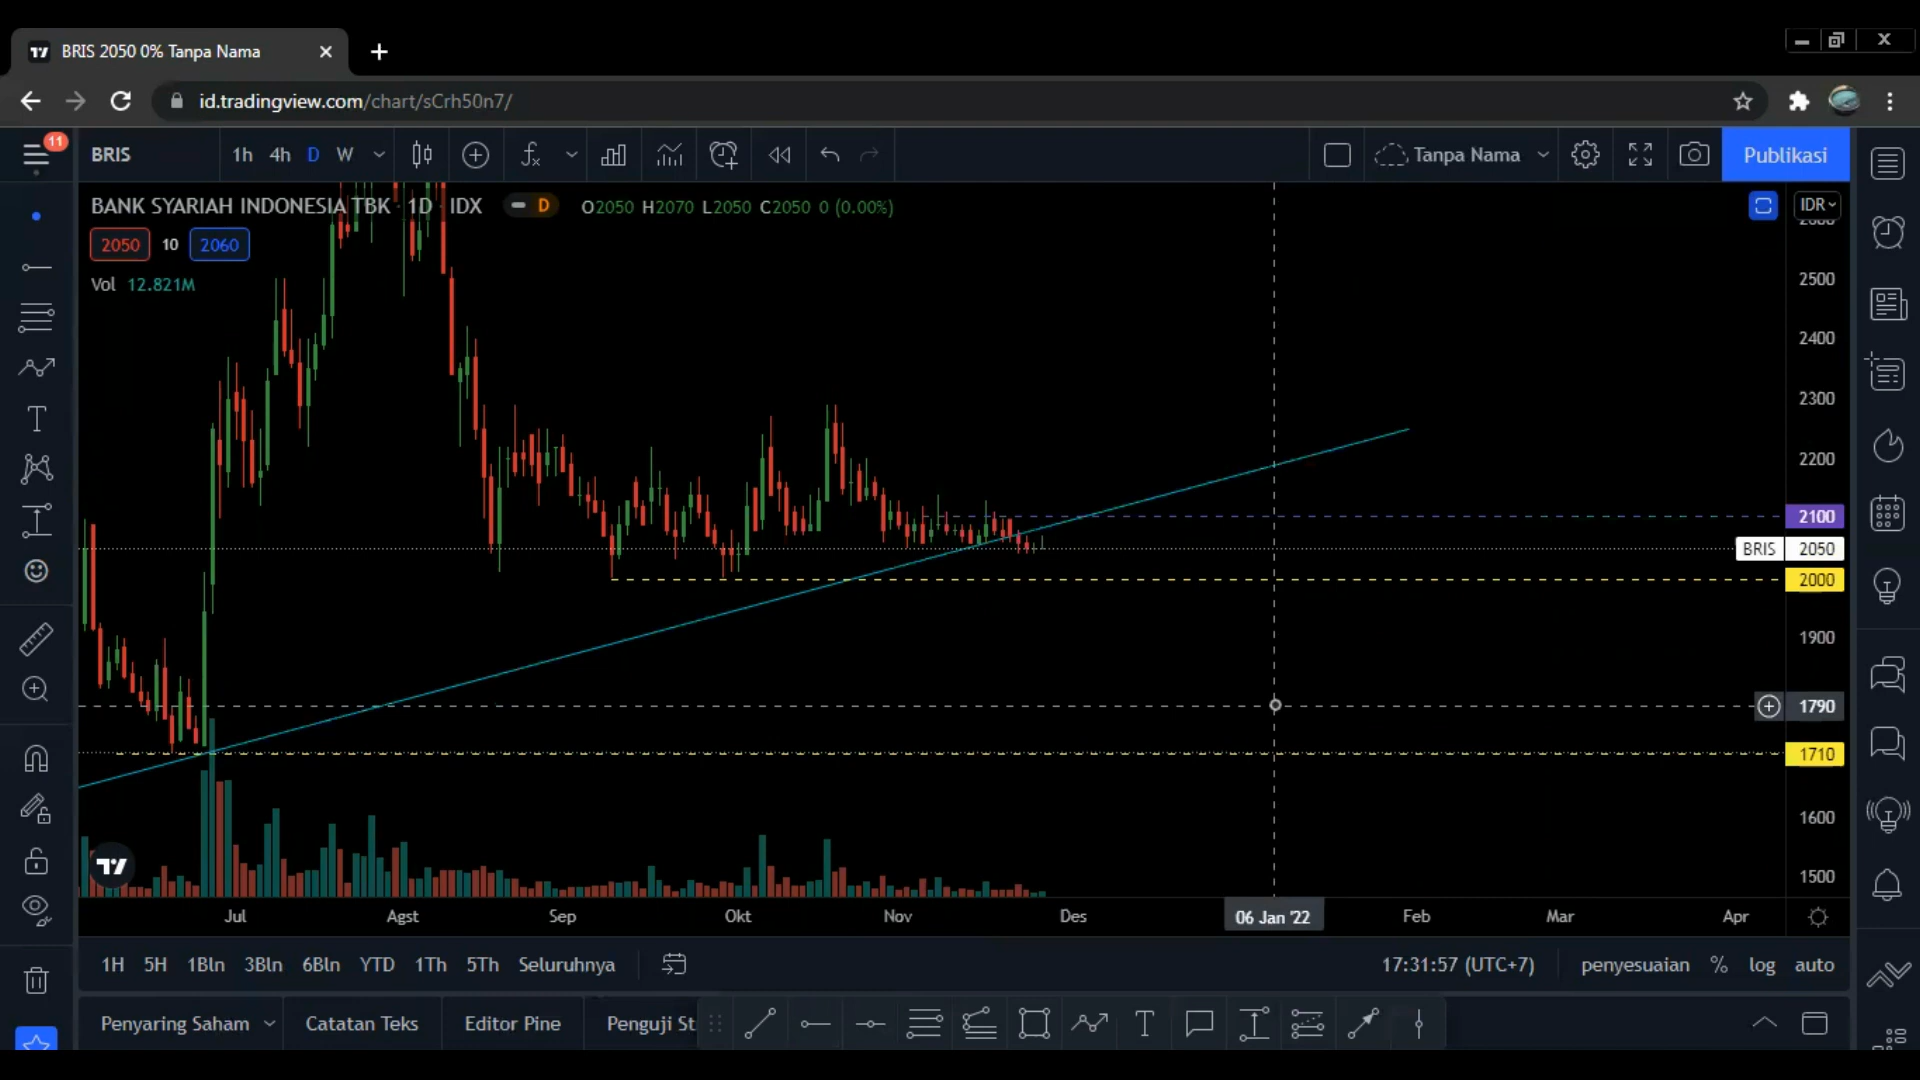 BRIS 2050 0% Tanpa Nama
id.tradingview.com/chart/sCrh50n7/
11
BRIS 1h 4h D W Tanpa Nama Publikasi
BANK SYARIAH INDONESIA TBK · 1D · IDX D O2050 H2070 L2050 C2050 0 (0.00%) IDR
2050 10 2060
Vol 12.821M
2500
2400
2300
2200
2100
BRIS 2050
2000
1900
1790
1710
1600
1500
Jul Agst Sep Okt Nov Des 06 Jan '22 Feb Mar Apr
1H 5H 1Bln 3Bln 6Bln YTD 1Th 5Th Seluruhnya 17:31:57 (UTC+7) penyesuaian % log auto
Penyaring Saham Catatan Teks Editor Pine Penguji St